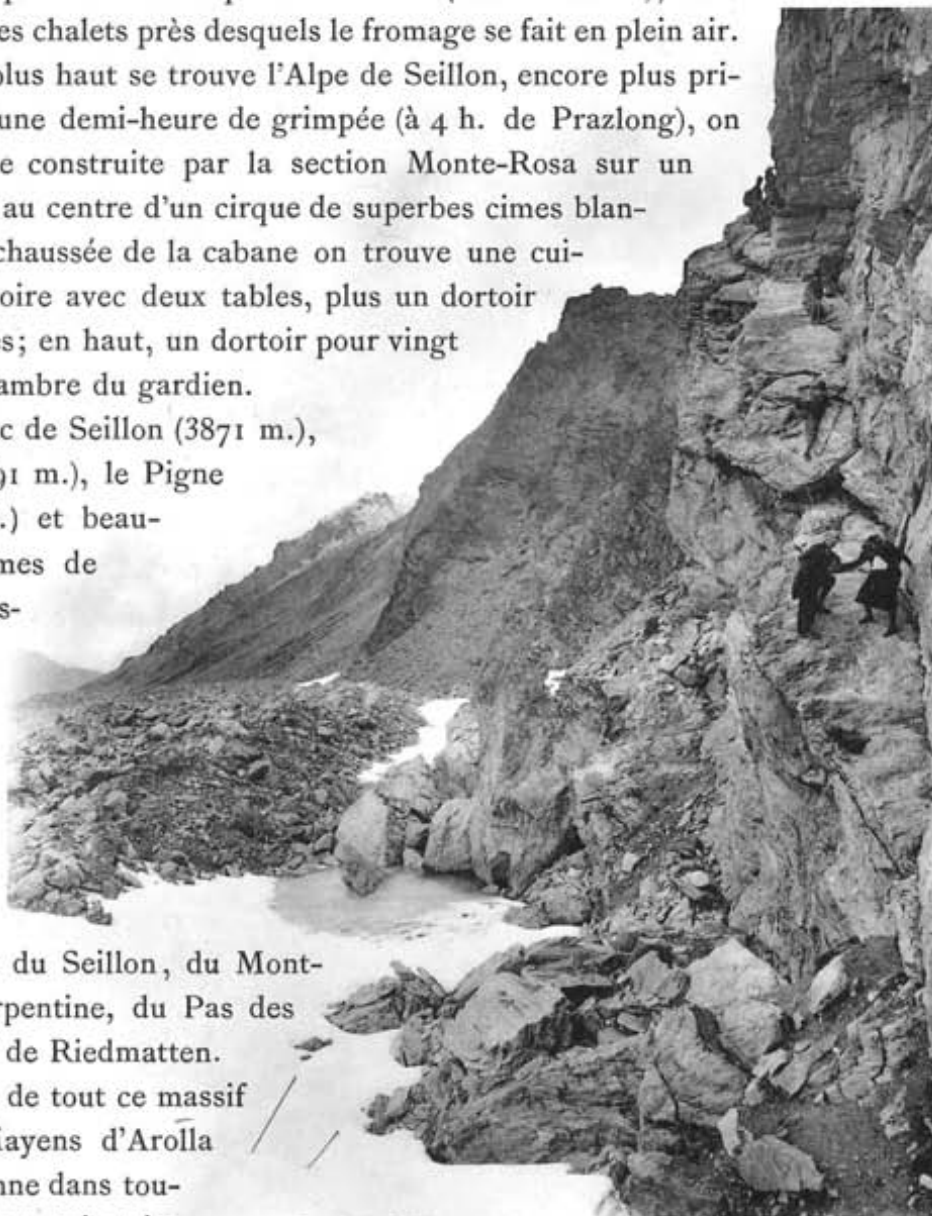 es chalets près desquels le fromage se fait en plein air.
plus haut se trouve l'Alpe de Seillon, encore plus pri-
une demi-heure de grimpée (à 4 h. de Prazlong), on
e construite par la section Monte-Rosa sur un
au centre d'un cirque de superbes cimes blan-
chaussée de la cabane on trouve une cui-
oire avec deux tables, plus un dortoir
s; en haut, un dortoir pour vingt
ambre du gardien.
c de Seillon (3871 m.),
91 m.), le Pigne
.) et beau-
mes de
s-
du Seillon, du Mont-
rpentine, du Pas des
de Riedmatten.
de tout ce massif
iayens d'Arolla
nne dans tou-